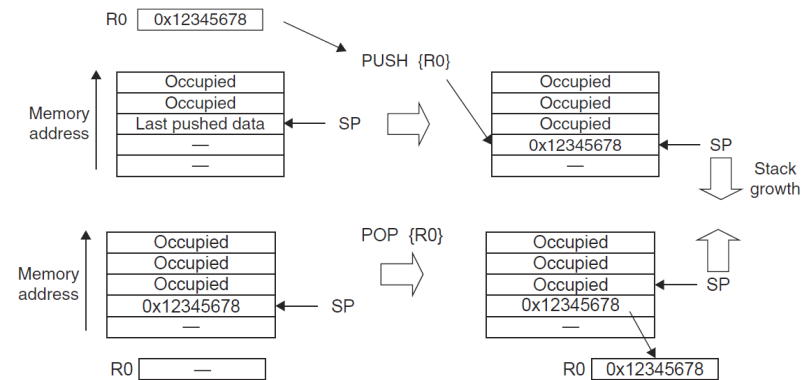 R0 0x12345678
PUSH {R0}
Memory
address
Occupied
Occupied
Last pushed data
—
—
SP
Occupied
Occupied
Occupied
0x12345678
—
SP
Stack
growth
POP {R0}
Memory
address
Occupied
Occupied
Occupied
0x12345678
—
SP
Occupied
Occupied
Occupied
0x12345678
—
SP
R0 —
R0 0x12345678